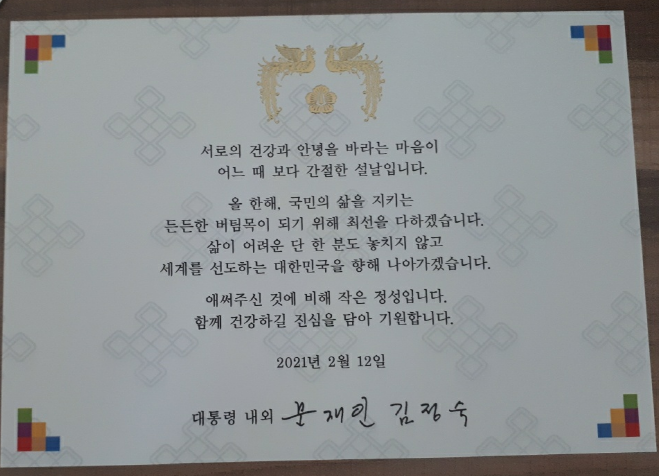 서로의 건강과 안녕을 바라는 마음이
어느 때 보다 간절한 설날입니다.
올 한해, 국민의 삶을 지키는
든든한 버팀목이 되기 위해 최선을 다하겠습니다.
삶이 어려운 단 한 분도 놓치지 않고
세계를 선도하는 대한민국을 향해 나아가겠습니다.
애써주신 것에 비해 작은 정성입니다.
함께 건강하길 진심을 담아 기원합니다.
2021년 2월 12일
대통령 내외 문재인 김정숙